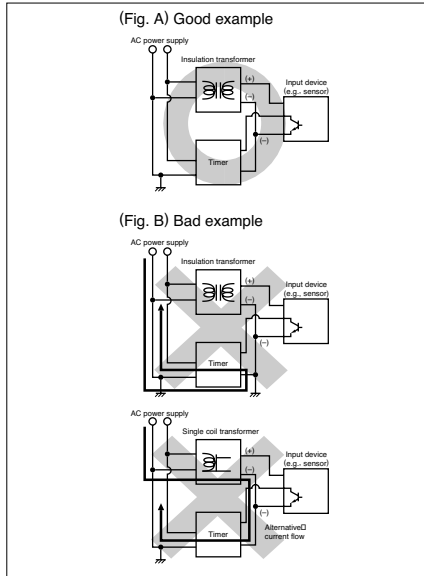 (Fig. A) Good example
AC power supply
Insulation transformer
(+)
Input device
(e.g., sensor)
(−)
(−)
Timer
(Fig. B) Bad example
AC power supply
Insulation transformer
(+)
Input device
(e.g., sensor)
(−)
(−)
Timer
AC power supply
Single coil transformer
(+)
Input device
(e.g., sensor)
(−)
(−)
Alternative□
current flow
Timer